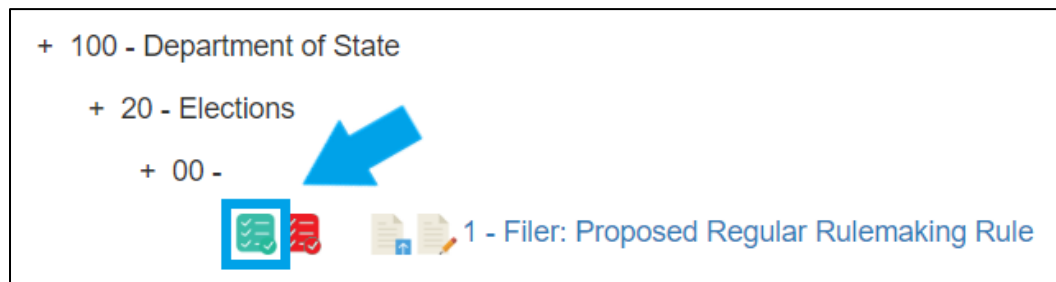 + 100 - Department of State
+ 20 - Elections
+ 00 -
1 - Filer: Proposed Regular Rulemaking Rule